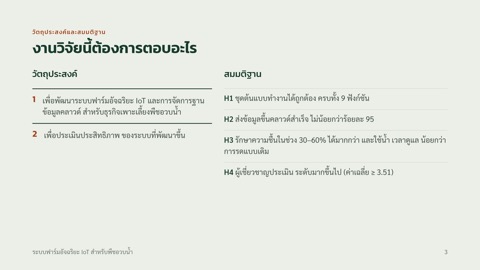 วัตถุประสงค์และสมมติฐาน
งานวิจัยนี้ต้องการตอบอะไร
วัตถุประสงค์
1 เพื่อพัฒนาระบบฟาร์มอัจฉริยะ IoT และการจัดการฐาน
ข้อมูลคลาวด์ สำหรับธุรกิจเพาะเลี้ยงพืชอวบน้ำ
2 เพื่อประเมินประสิทธิภาพ ของระบบที่พัฒนาขึ้น
สมมติฐาน
H1 ชุดต้นแบบทำงานได้ถูกต้อง ครบทั้ง 9 ฟังก์ชัน
H2 ส่งข้อมูลขึ้นคลาวด์สำเร็จ ไม่น้อยกว่าร้อยละ 95
H3 รักษาความชื้นในช่วง 30–60% ได้มากกว่า และใช้น้ำ เวลาดูแล น้อยกว่า
การรดแบบเดิม
H4 ผู้เชี่ยวชาญประเมิน ระดับมากขึ้นไป (ค่าเฉลี่ย ≥ 3.51)
ระบบฟาร์มอัจฉริยะ IoT สำหรับพืชอวบน้ำ
3